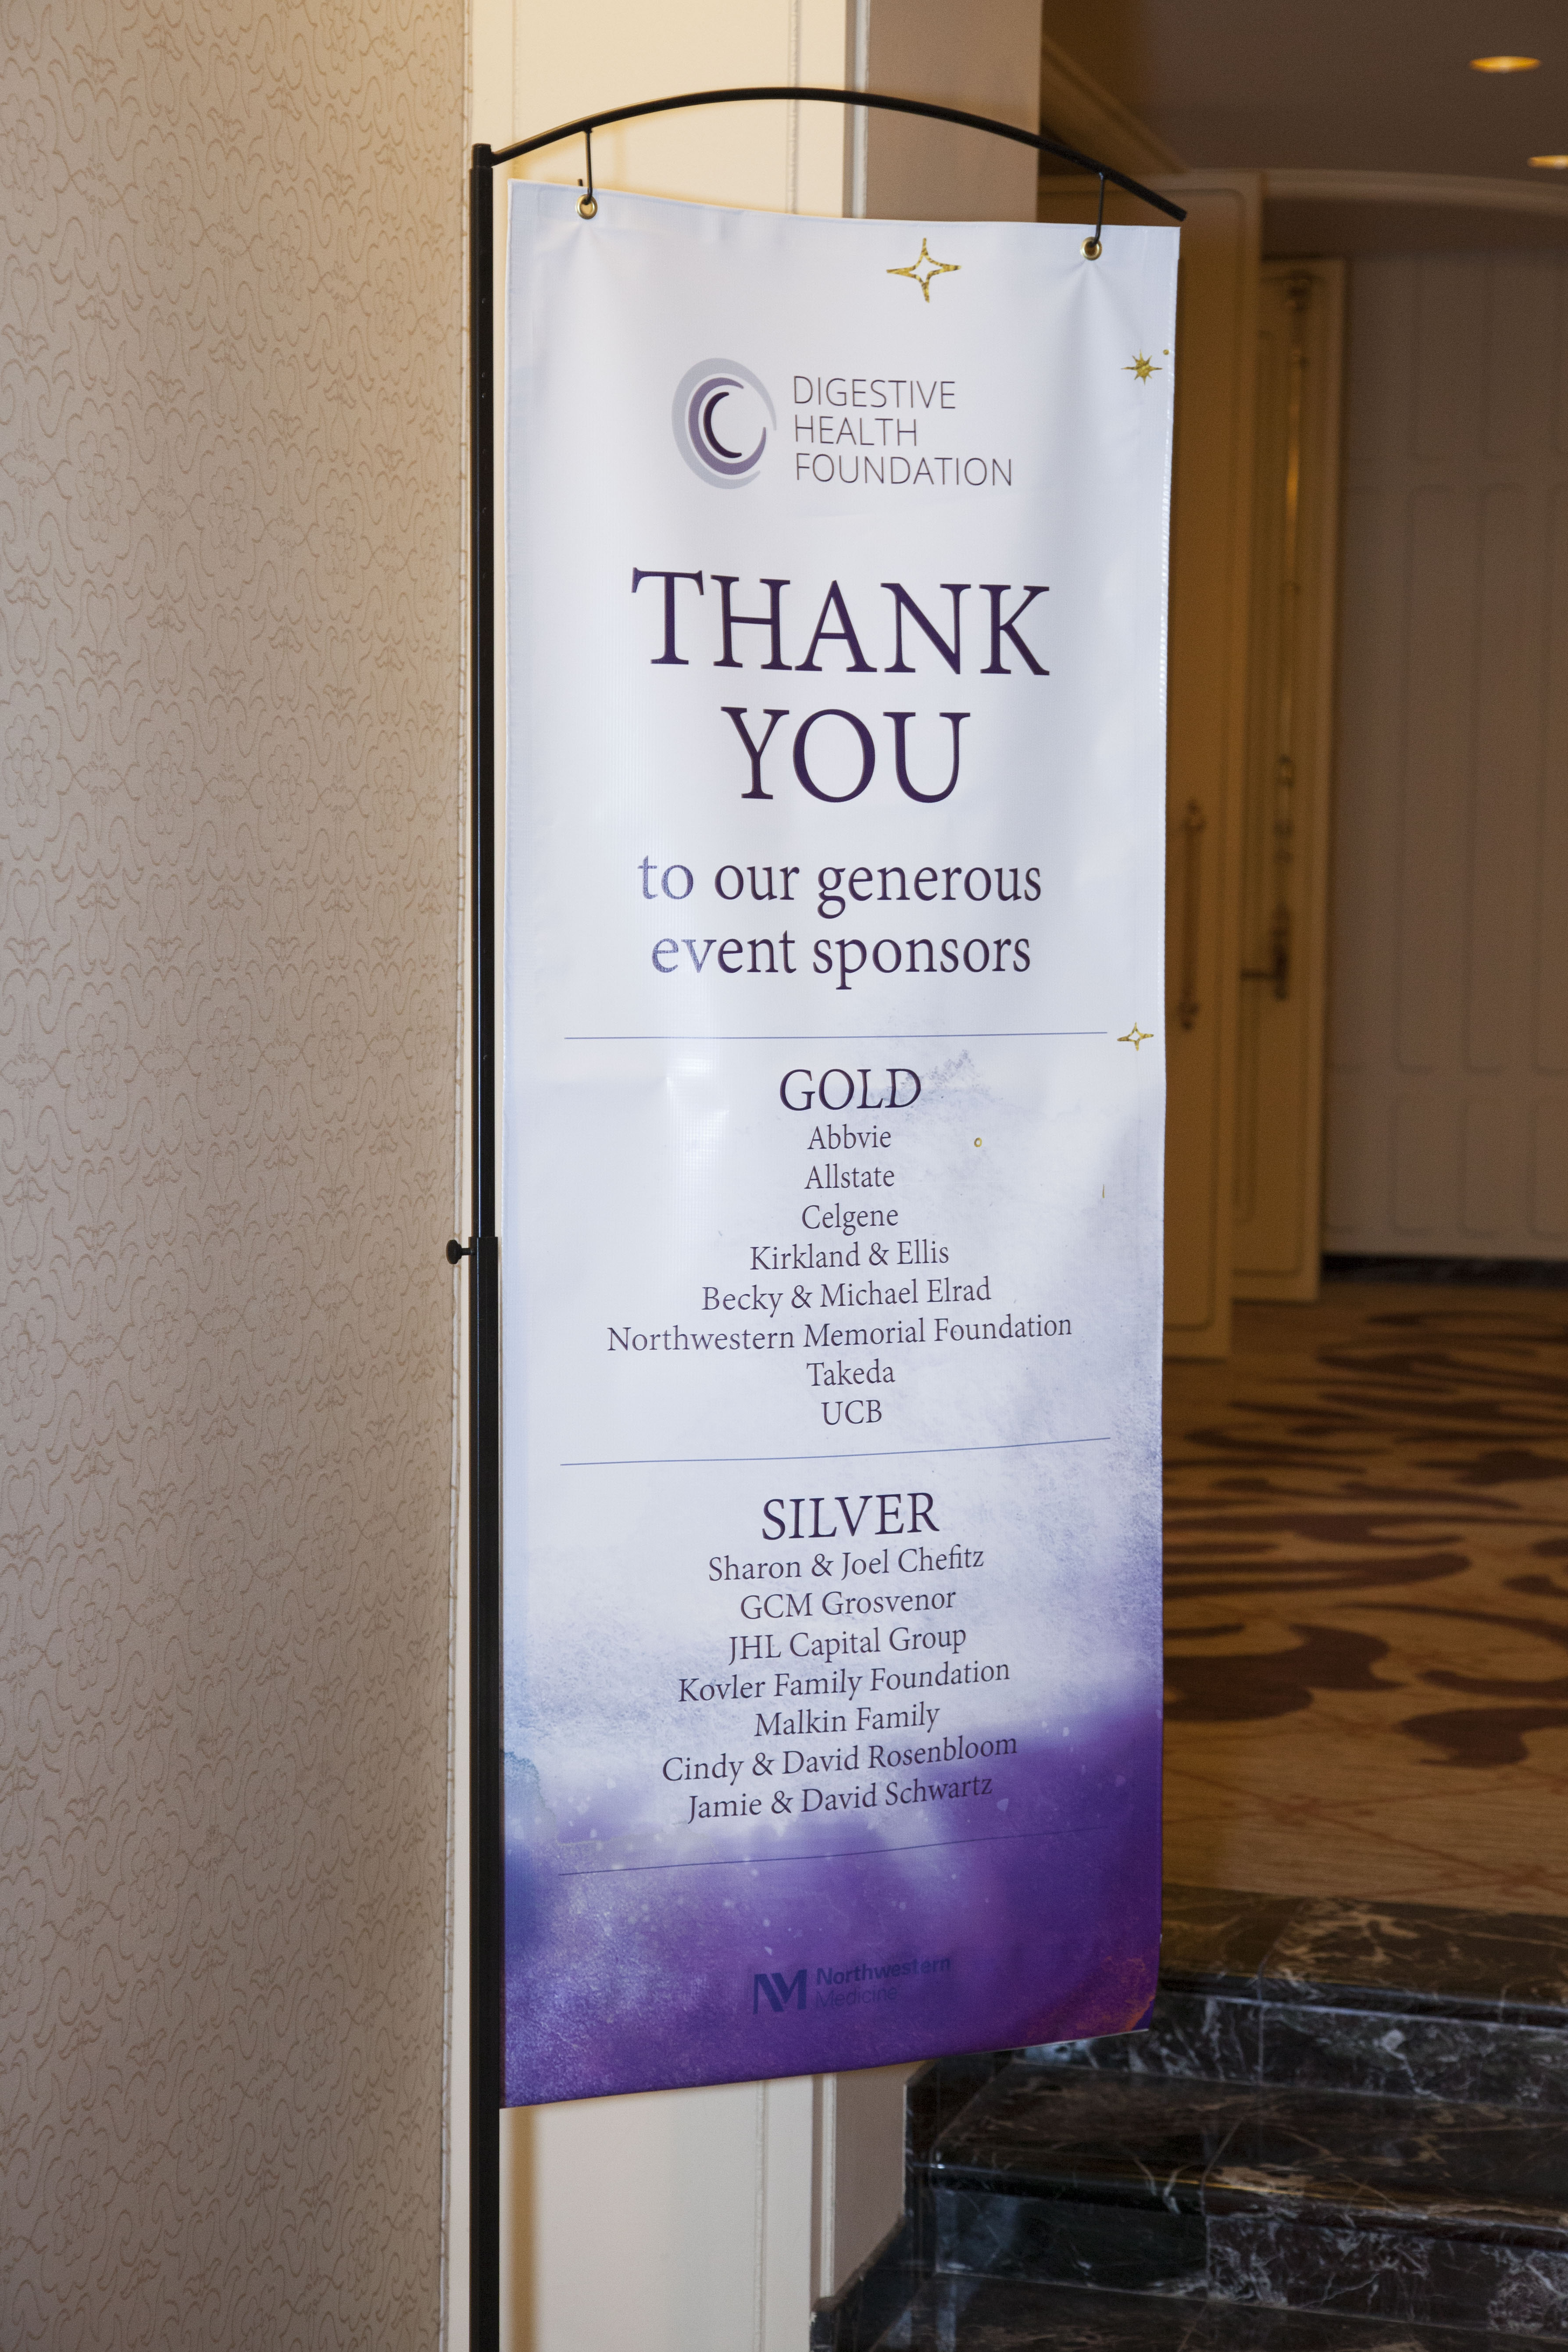 DIGESTIVE
HEALTH
FOUNDATION
THANK
YOU
to our generous
event sponsors
GOLD
Abbvie
Allstate
Celgene
Kirkland & Ellis
Becky & Michael Elrad
Northwestern Memorial Foundation
Takeda
UCB
SILVER
Sharon & Joel Chefitz
GCM Grosvenor
JHL Capital Group
Kovler Family Foundation
Malkin Family
Cindy & David Rosenbloom
Jamie & David Schwartz
NM Northwestern
Medicine